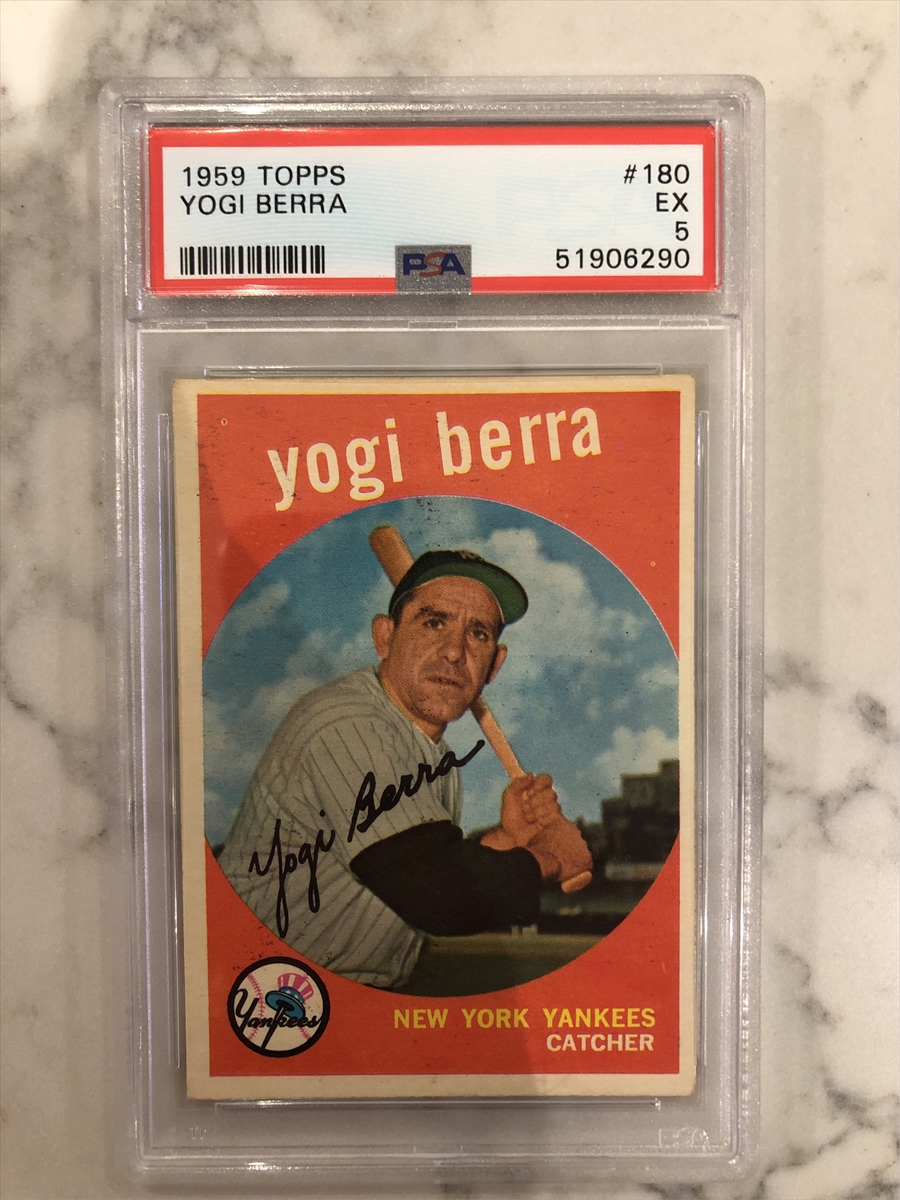 1959 TOPPS #180
YOGI BERRA EX
5
PSA 51906290
yogi berra
Yogi Berra
Yankees
NEW YORK YANKEES
CATCHER